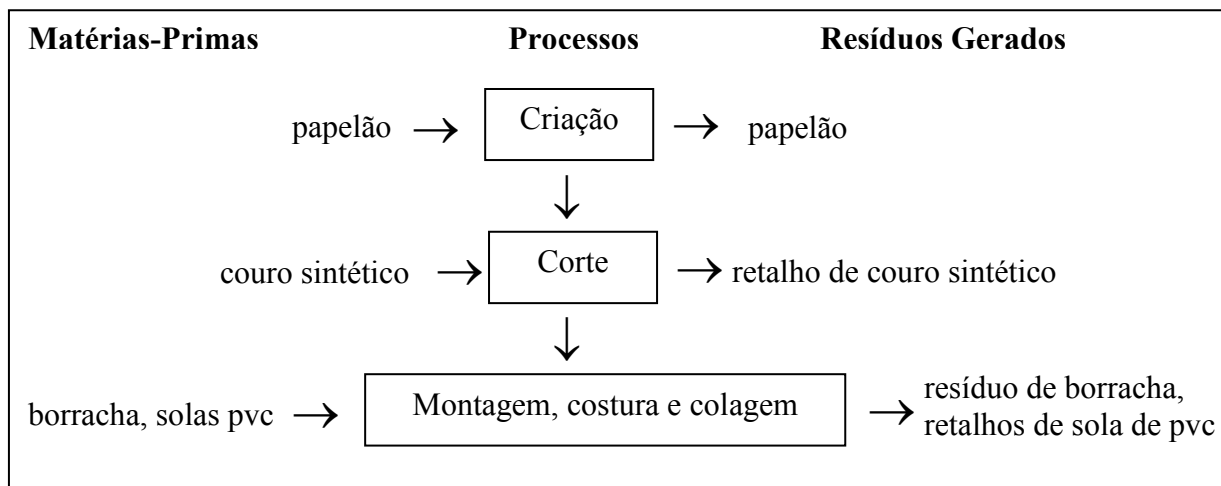 Matérias-Primas Processos Resíduos Gerados
papelão → Criação → papelão
↓
couro sintético → Corte → retalho de couro sintético
↓
borracha, solas pvc → Montagem, costura e colagem → resíduo de borracha,
retalhos de sola de pvc